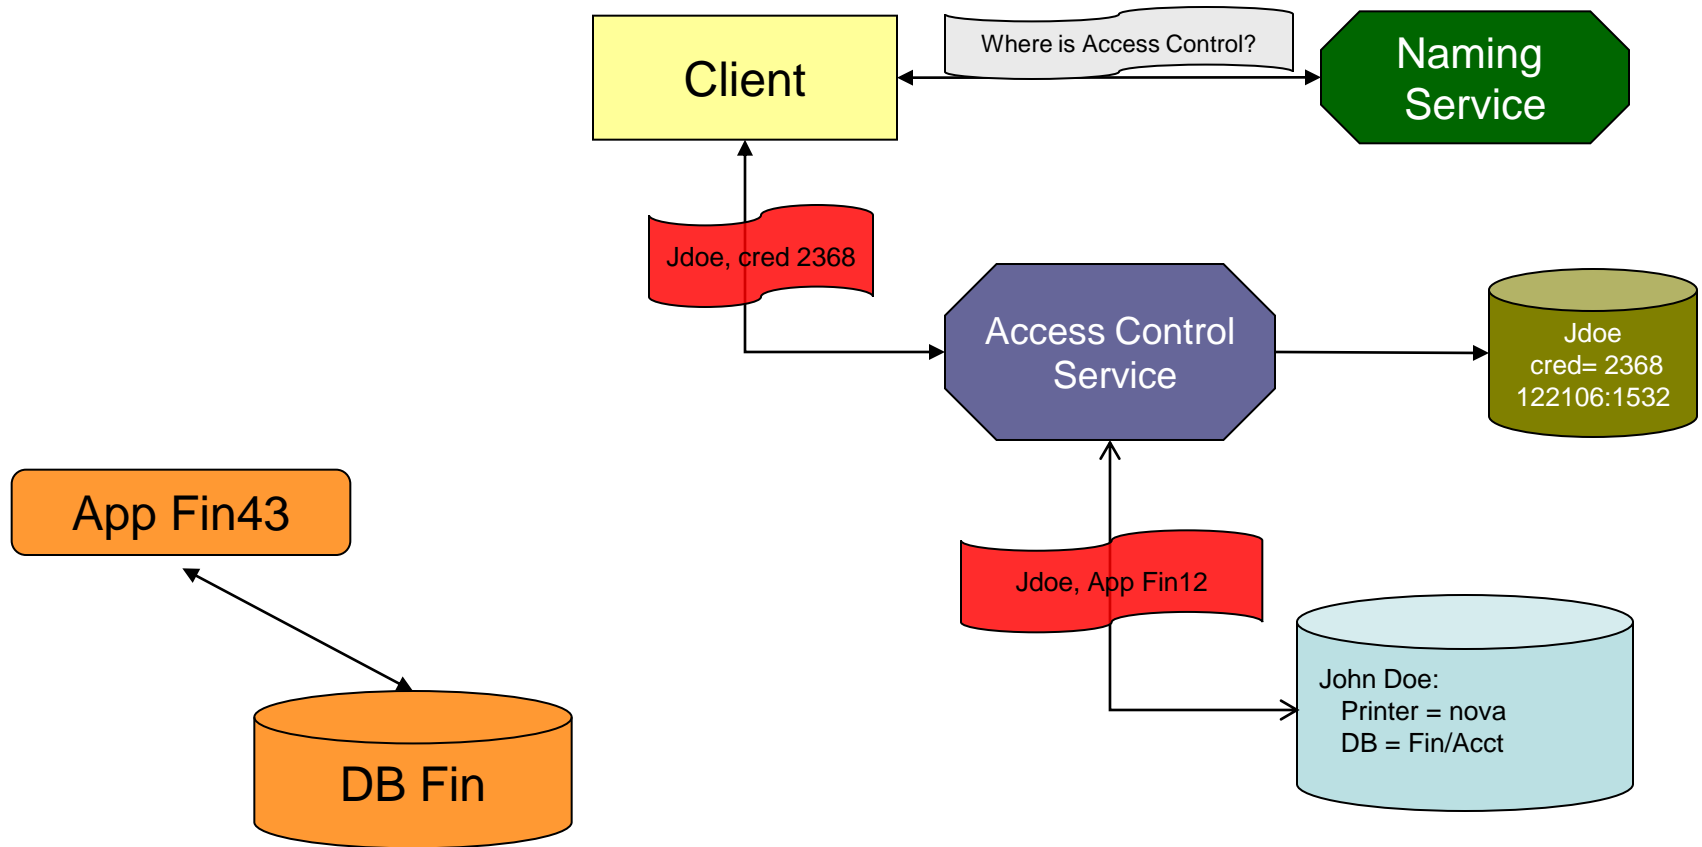 Client
Where is Access Control?
Naming
Service
Jdoe, cred 2368
Access Control
Service
Jdoe
cred= 2368
122106:1532
App Fin43
Jdoe, App Fin12
John Doe:
Printer = nova
DB = Fin/Acct
DB Fin